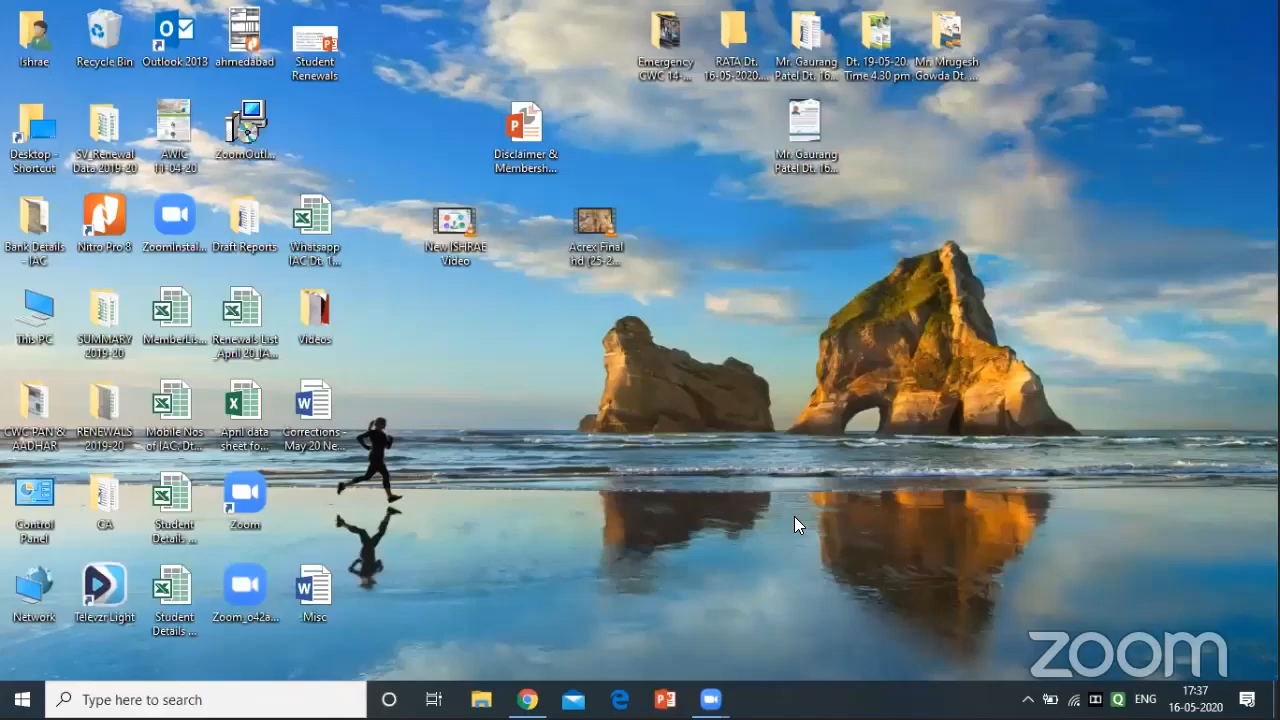 Ishrae
Recycle Bin
Outlook 2013
ahmedabad
Student
Renewals
Emergency
CWC 14-...
RATA Dt.
16-05-2020....
Mr. Gaurang
Patel Dt. 16...
Dt. 19-05-20.
Time 4.30 pm
Mr. Mrugesh
Gowda Dt. ...
Desktop -
Shortcut
SV_Renewal
Data 2019-20
AWIC
11-04-20
ZoomOutl...
Disclaimer &
Membersh...
Mr. Gaurang
Patel Dt. 16...
Bank Details
- IAC
Nitro Pro 8
ZoomInstal...
Draft Reports
Whatsapp
IAC Dt. 1...
New ISHRAE
Video
Acrex Final
hd (25-2...
This PC
SUMMARY
2019-20
MemberLis...
Renewals List
_April 20_IA...
Videos
CWC PAN &
AADHAR
RENEWALS
2019-20
Mobile Nos
of IAC. Dt...
April data
sheet fo...
Corrections -
May 20 Ne...
Control
Panel
CA
Student
Details ...
Zoom
Network
Televzr Light
Student
Details ...
Zoom_o42a...
Misc
zoom
Type here to search
ENG
17:37
16-05-2020